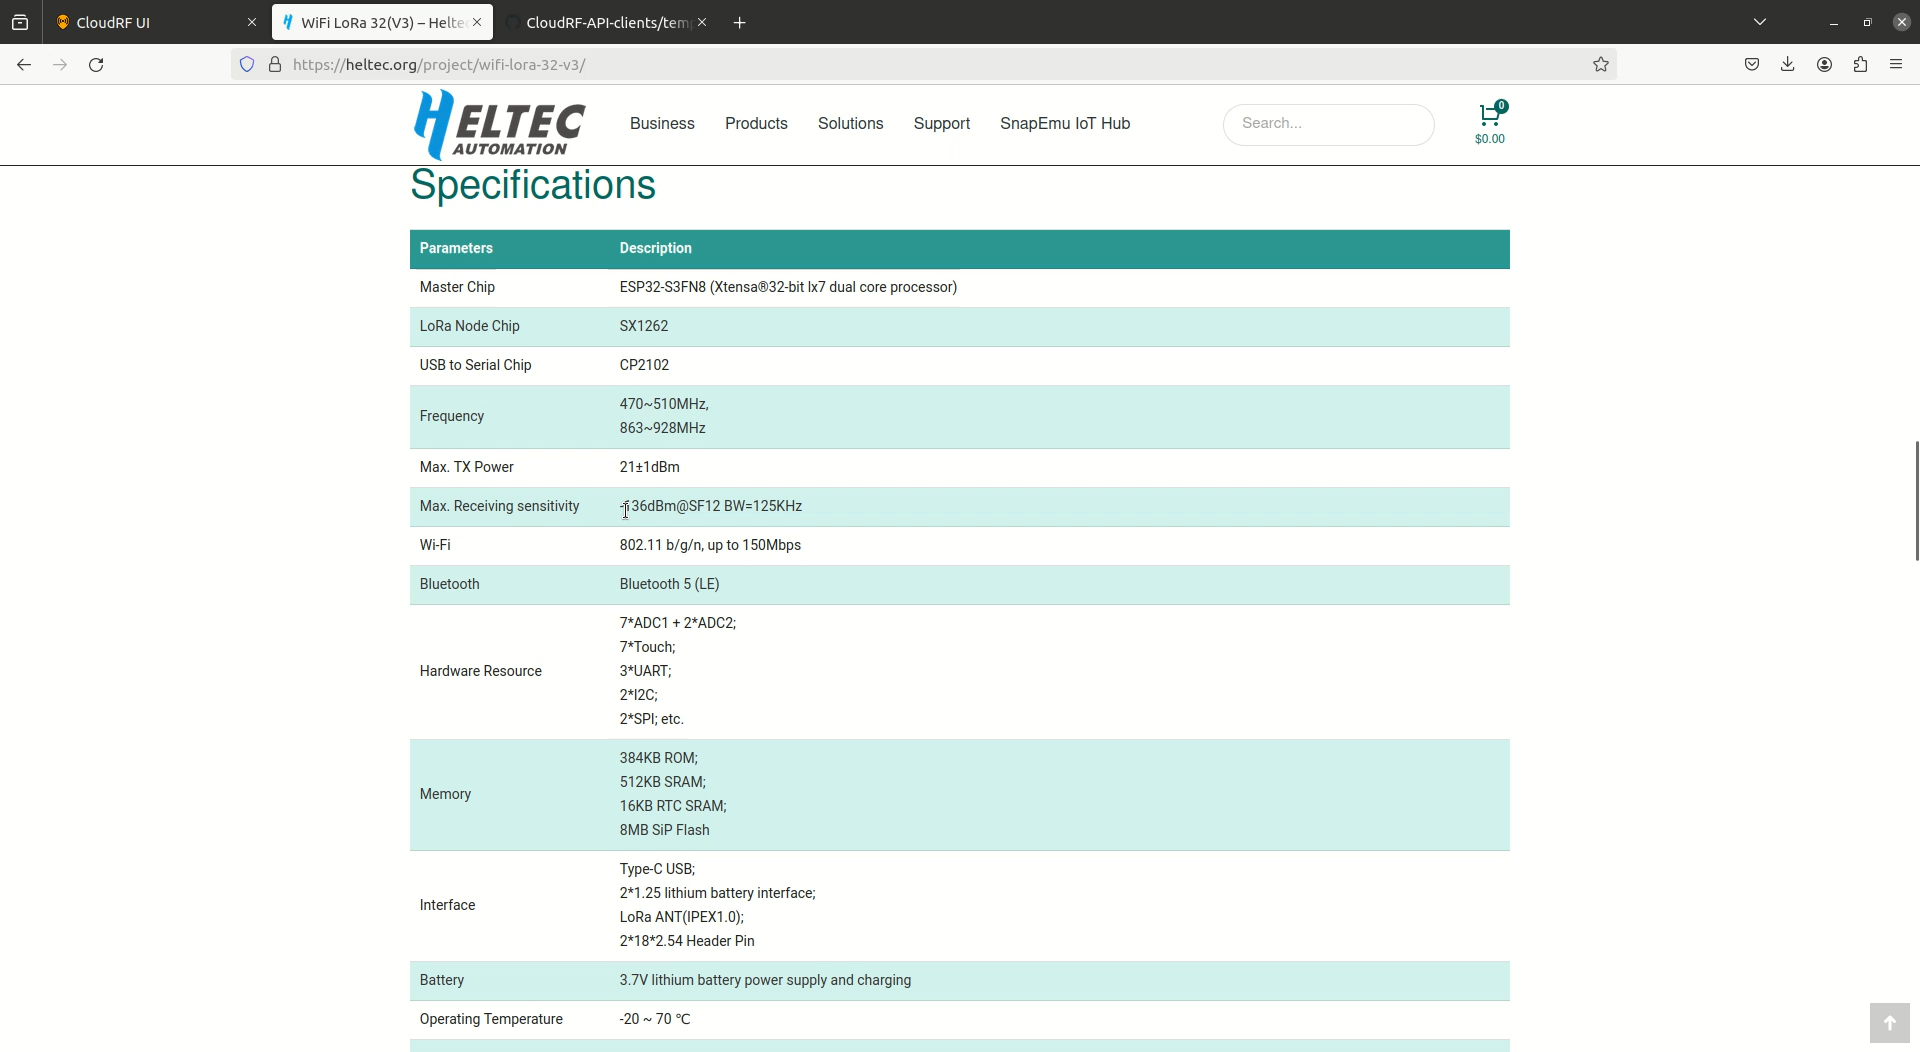 CloudRF UI
WiFi LoRa 32(V3) – Helte
CloudRF-API-clients/tem
https://heltec.org/project/wifi-lora-32-v3/
HELTEC
AUTOMATION
Business
Products
Solutions
Support
SnapEmu IoT Hub
Search...
0
$0.00
Specifications
Parameters Description
Master Chip ESP32-S3FN8 (Xtensa®32-bit lx7 dual core processor)
LoRa Node Chip SX1262
USB to Serial Chip CP2102
Frequency
470~510MHz,
863~928MHz
Max. TX Power 21±1dBm
Max. Receiving sensitivity -136dBm@SF12 BW=125KHz
Wi-Fi 802.11 b/g/n, up to 150Mbps
Bluetooth Bluetooth 5 (LE)
Hardware Resource
7*ADC1 + 2*ADC2;
7*Touch;
3*UART;
2*I2C;
2*SPI; etc.
Memory
384KB ROM;
512KB SRAM;
16KB RTC SRAM;
8MB SiP Flash
Interface
Type-C USB;
2*1.25 lithium battery interface;
LoRa ANT(IPEX1.0);
2*18*2.54 Header Pin
Battery 3.7V lithium battery power supply and charging
Operating Temperature -20 ~ 70 ℃